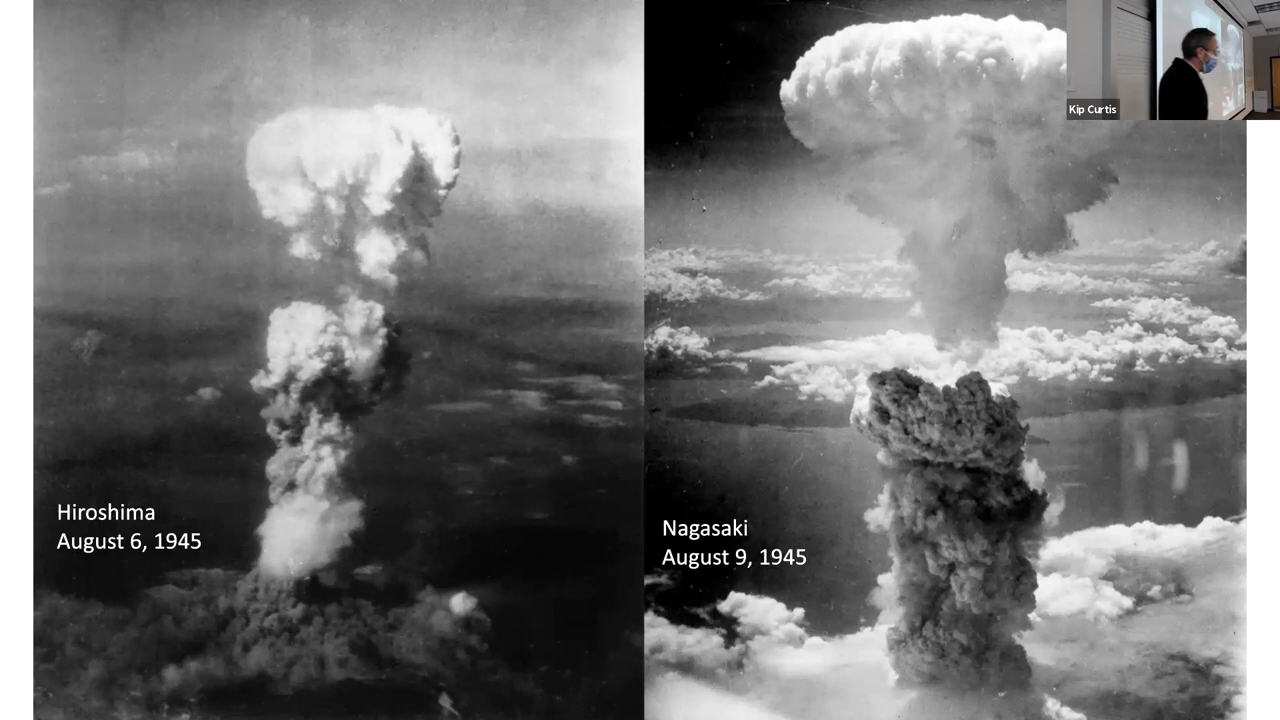 Kip Curtis
Hiroshima
August 6, 1945
Nagasaki
August 9, 1945